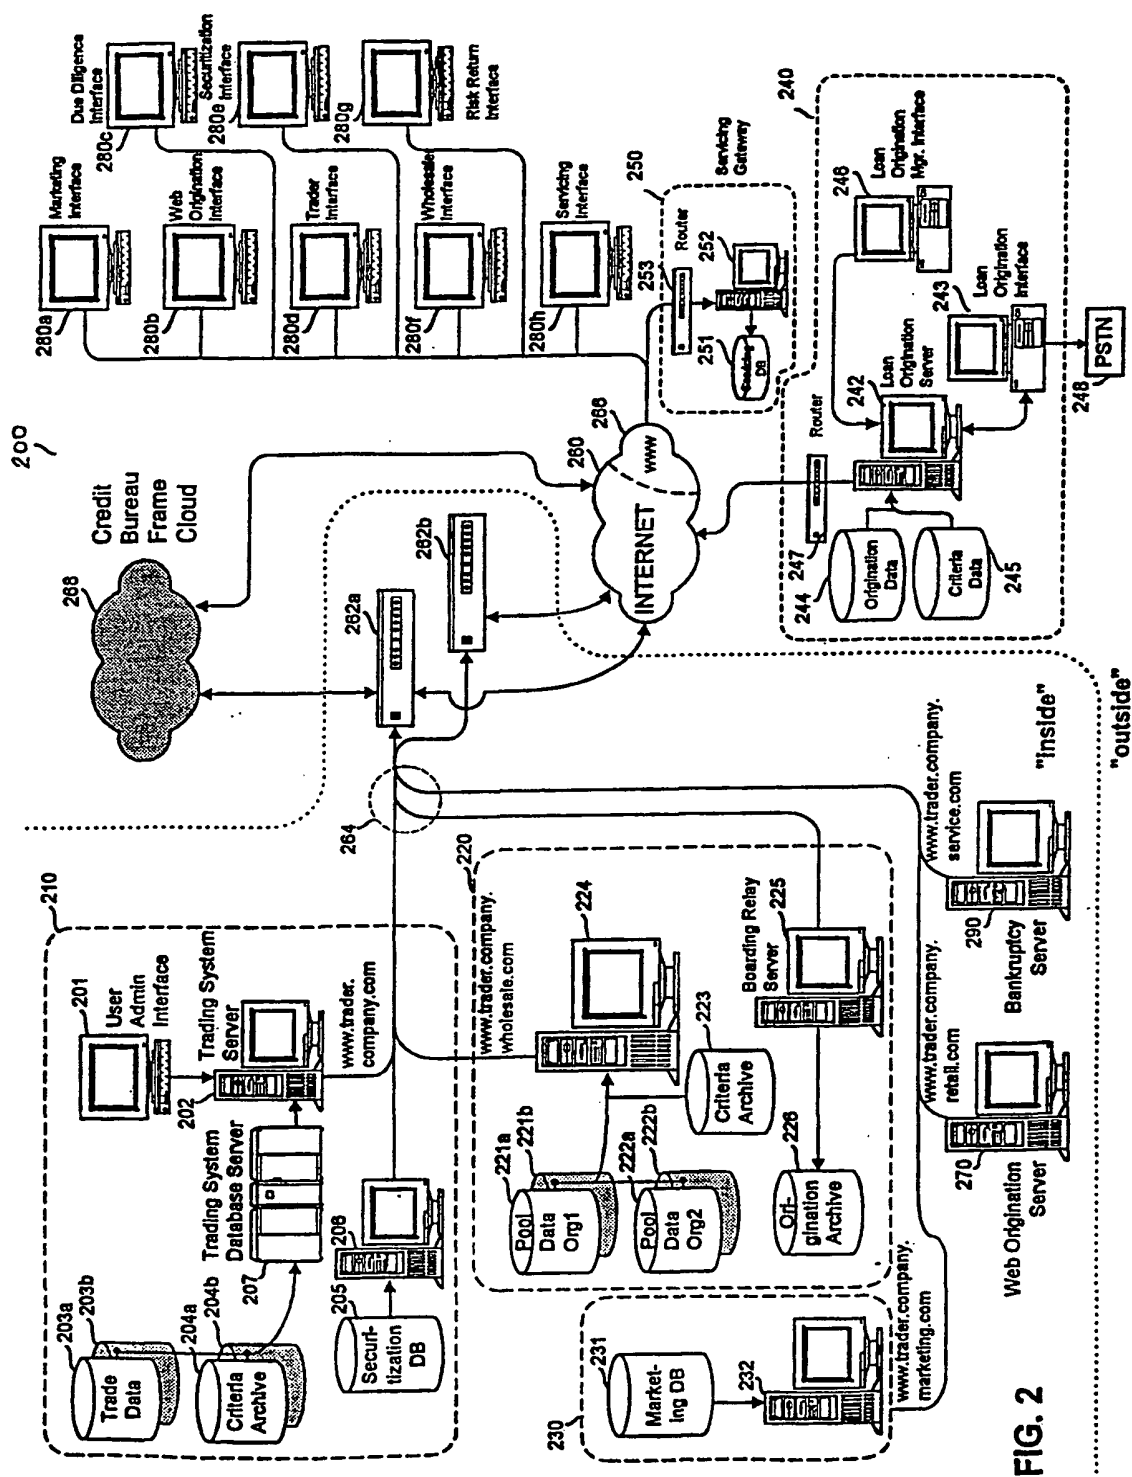 200
Credit
Bureau
Frame
Cloud
268
Marketing
Interface
280a
Due Diligence
Interface
280c
Web
Origination
Interface
280b
Securitization
Interface
280e
Trader
Interface
280d
Wholesaler
Interface
280f
280g
Risk Return
Interface
Servicing
Interface
280h
250
Servicing
Gateway
Router
253
252
251
Servicing
DB
240
246
Loan
Origination
Mgr. Interface
Loan
Origination
Interface
243
242
Loan
Origination
Server
Router
247
244
Origination
Data
Criteria
Data
245
PSTN
248
INTERNET
WWW
260
266
262a
262b
264
210
201
User
Admin
Interface
Trading System
Server
202
www.trader.
company.com
Trading System
Database Server
207
203a
203b
Trade
Data
204a
204b
Criteria
Archive
205
Securi-
tization
DB
206
220
www.trader.company.
wholesale.com
224
221a
221b
Pool
Data
Org1
222a
222b
Pool
Data
Org2
223
Criteria
Archive
Boarding Relay
Server
225
226
Ori-
gination
Archive
230
231
Market-
ing DB
232
www.trader.company.
marketing.com
www.trader.company.
retail.com
270
Web Origination
Server
www.trader.company.
service.com
290
Bankruptcy
Server
"inside"
"outside"
FIG. 2